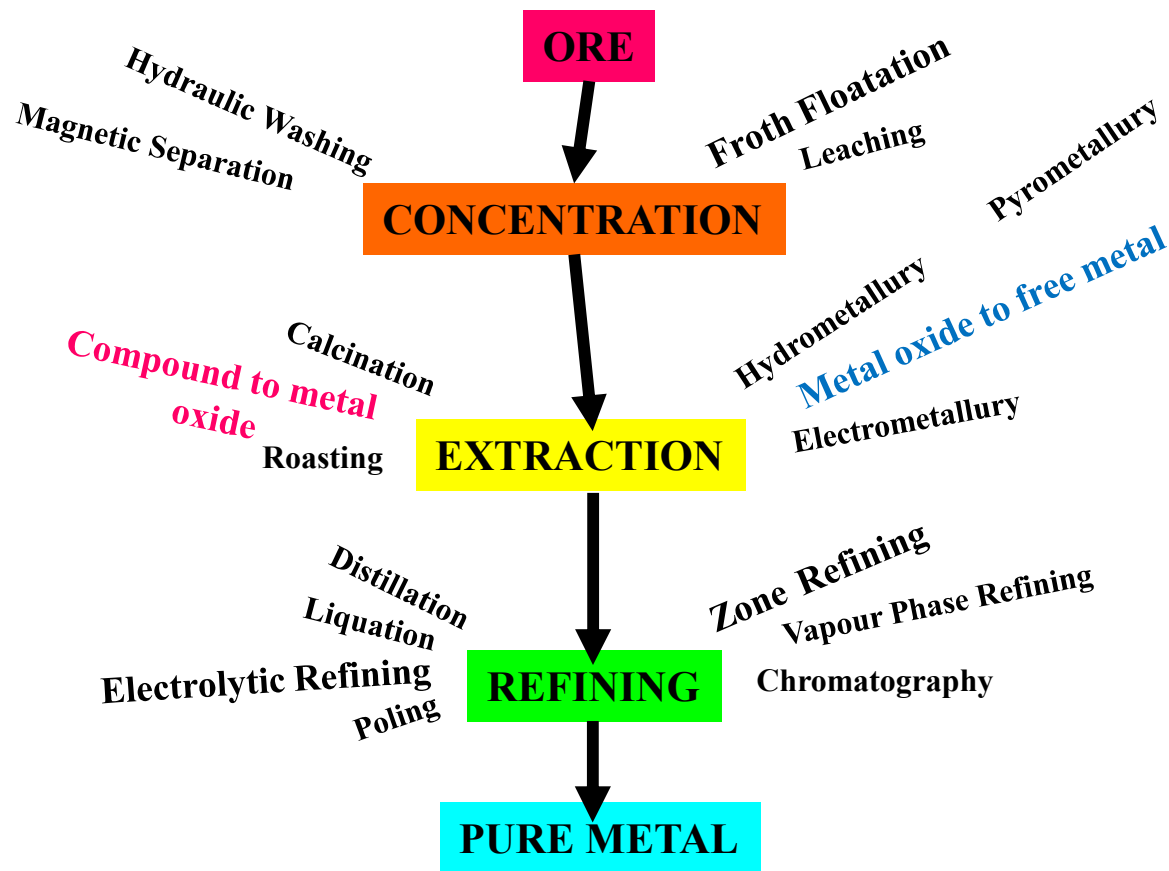 ORE
Hydraulic Washing
Magnetic Separation
Froth Floatation
Leaching
CONCENTRATION
Pyrometallury
Calcination
Compound to metal
oxide
Roasting
Hydrometallury
Metal oxide to free metal
Electrometallury
EXTRACTION
Distillation
Liquation
Electrolytic Refining
Poling
Zone Refining
Vapour Phase Refining
Chromatography
REFINING
PURE METAL